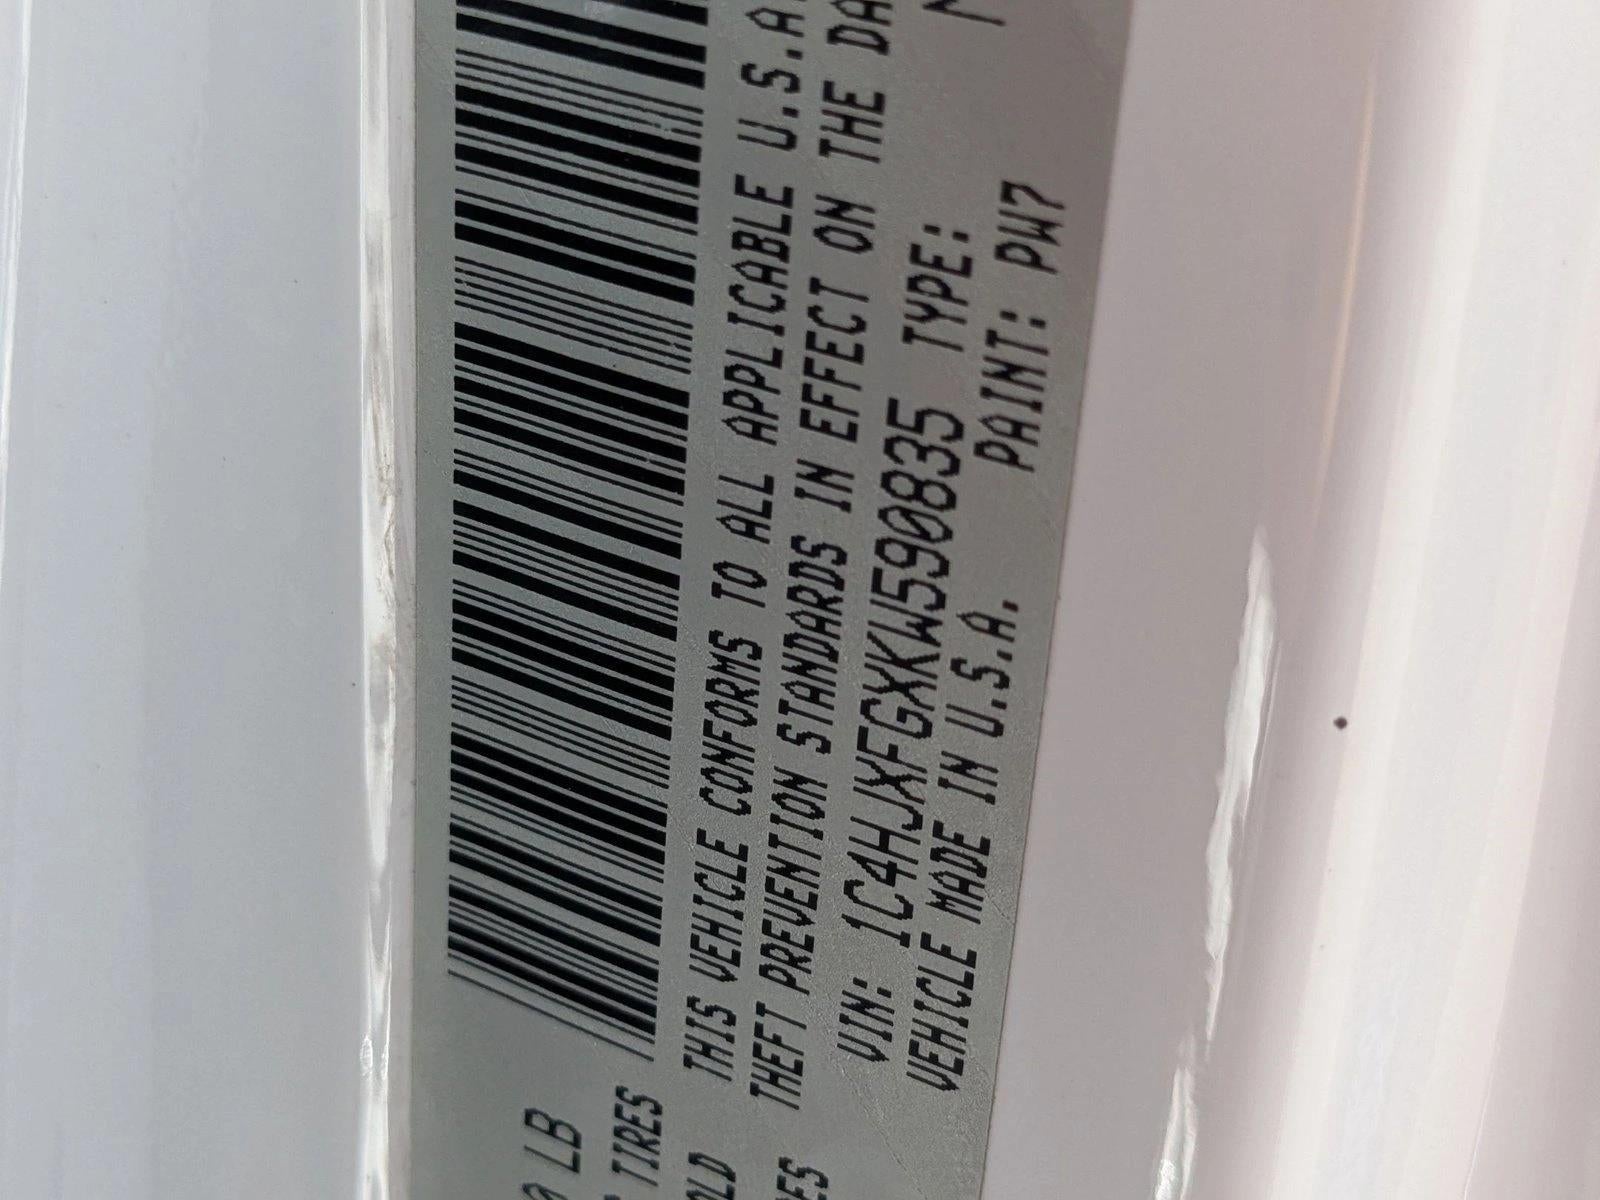 LB
TIRES
THIS VEHICLE CONFORMS TO ALL APPLICABLE U.S.A
THEFT PREVENTION STANDARDS IN EFFECT ON THE DA
VIN: 1C4HJXFGXKW590835 TYPE:
VEHICLE MADE IN U.S.A. PAINT: PW7